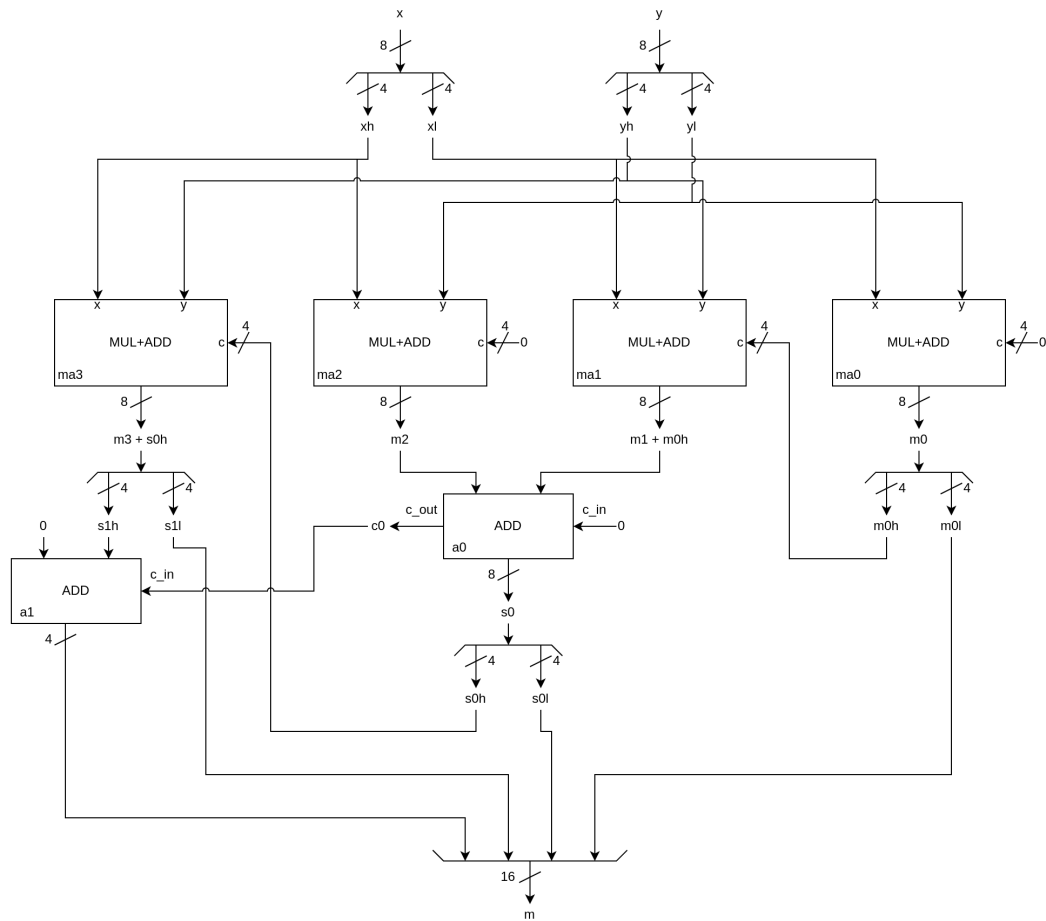 x y
8 8
4 4 4 4
xh xl yh yl
x y x y x y x y
4 4 4 4
MUL+ADD c MUL+ADD c 0 MUL+ADD c MUL+ADD c 0
ma3 ma2 ma1 ma0
8 8 8 8
m3 + s0h m2 m1 + m0h m0
4 4 4 4
c_out c_in
0 s1h s1l c0 ADD 0 m0h m0l
a0
c_in
8
ADD
a1 s0
4
4 4
s0h s0l
16
m